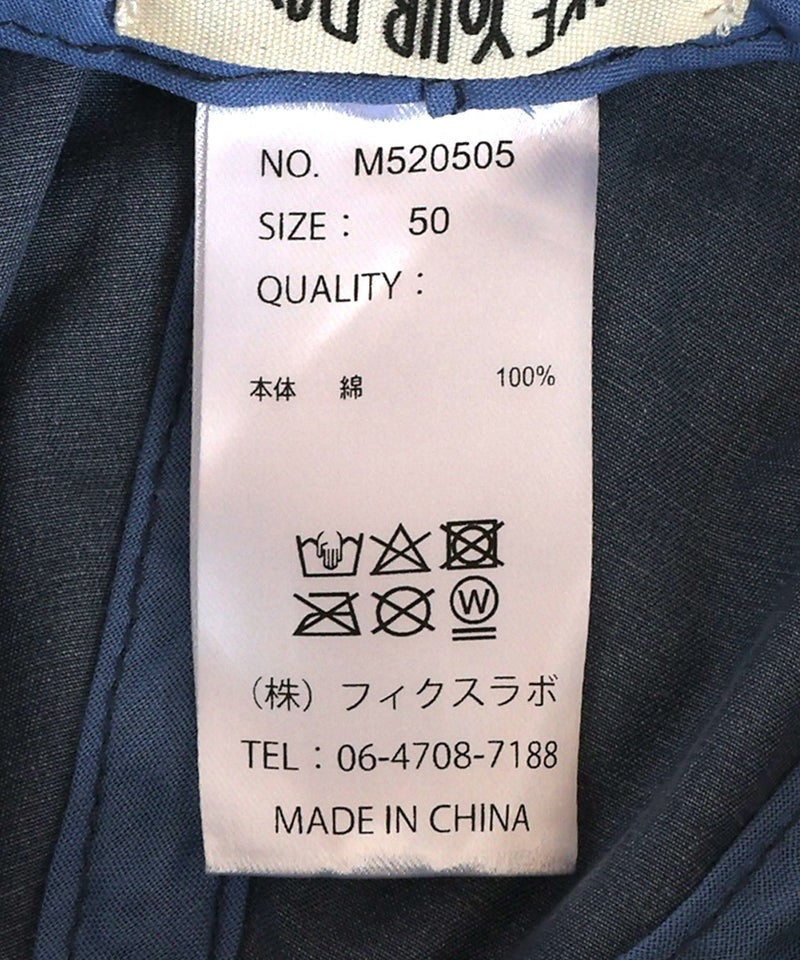 YOUR
NO. M520505
SIZE : 50
QUALITY :
本体 綿 100%
W
(株) フィクスラボ
TEL : 06-4708-7188
MADE IN CHINA